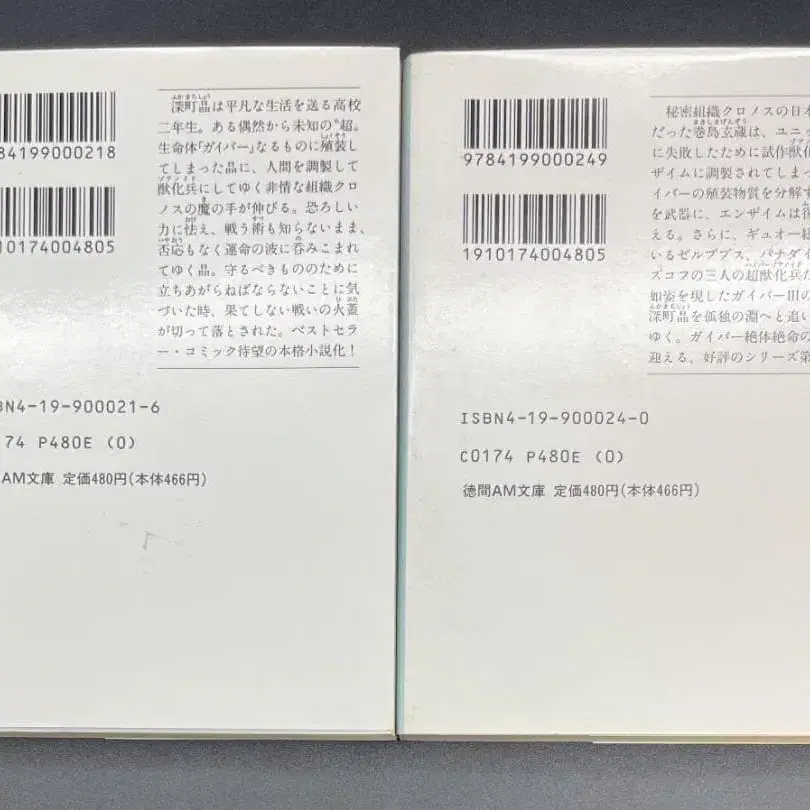 84199000218
10174004805
深町晶は平凡な生活を送る高校
二年生。ある偶然から未知の“超。
生命体「ガイバー」なるものに殖装
してしまった晶に、人間を調製して
獣化兵にしてゆく非情な組織クロ
ノスの魔の手が伸びる。恐ろしい
力に怯え、戦う術も知らないまま、
否応もなく運命の波に呑みこまれ
てゆく晶。守るべきもののために
立ちあがらねばならないことに気
づいた時、果てしない戦いの火蓋
が切って落とされた。ベストセラ
ー・コミック待望の本格小説化!
BN4-19-900021-6
74 P480E (0)
AM文庫 定価480円(本体466円)
9784199000249
1910174004805
秘密組織クロノスの日本
だった巻島玄蔵は、ユニ
に失敗したために試作獣化
ザイムに調製されてしまっ
イバーの殖装物質を分解す
を武器に、エンザイムは
える。さらに、ギュオー総
いるゼルブブス、バナダイ
ズコフの三人の超獣化兵た
如姿を現したガイバーIIIの
深町晶を孤独の淵へと追い
ゆく。ガイバー絶体絶命の
迎える、好評のシリーズ第
ISBN4-19-900024-0
C0174 P480E (0)
徳間AM文庫 定価480円(本体466円)